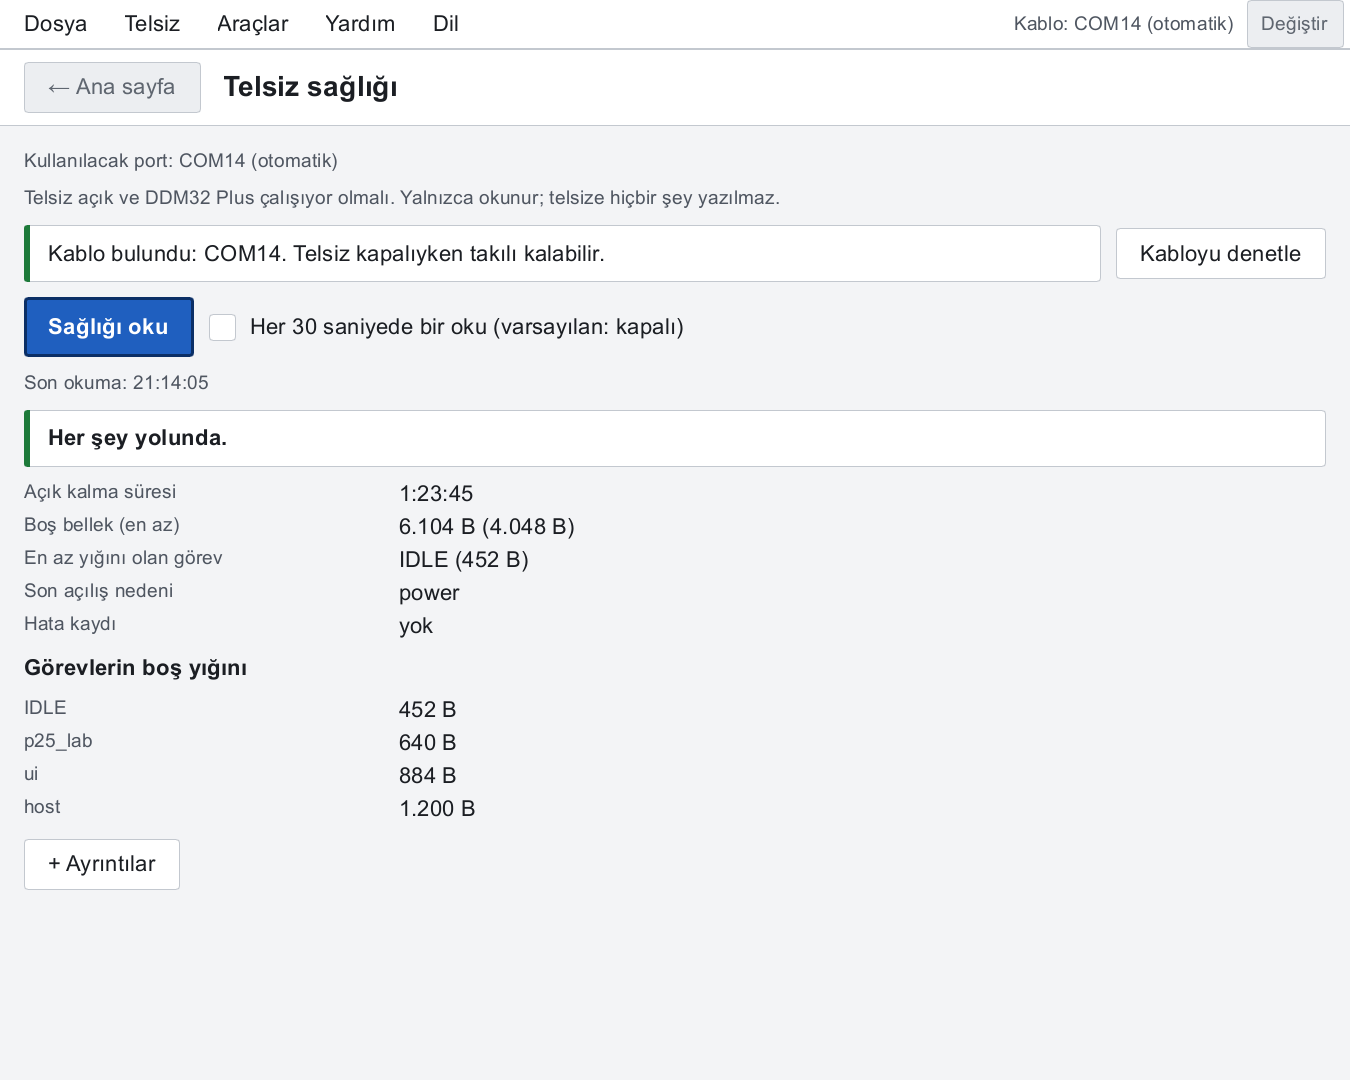 Dosya Telsiz Araçlar Yardım Dil Kablo: COM14 (otomatik) Değiştir
← Ana sayfa Telsiz sağlığı
Kullanılacak port: COM14 (otomatik)
Telsiz açık ve DDM32 Plus çalışıyor olmalı. Yalnızca okunur; telsize hiçbir şey yazılmaz.
Kablo bulundu: COM14. Telsiz kapalıyken takılı kalabilir. Kabloyu denetle
Sağlığı oku Her 30 saniyede bir oku (varsayılan: kapalı)
Son okuma: 21:14:05
Her şey yolunda.
Açık kalma süresi 1:23:45
Boş bellek (en az) 6.104 B (4.048 B)
En az yığını olan görev IDLE (452 B)
Son açılış nedeni power
Hata kaydı yok
Görevlerin boş yığını
IDLE 452 B
p25_lab 640 B
ui 884 B
host 1.200 B
+ Ayrıntılar